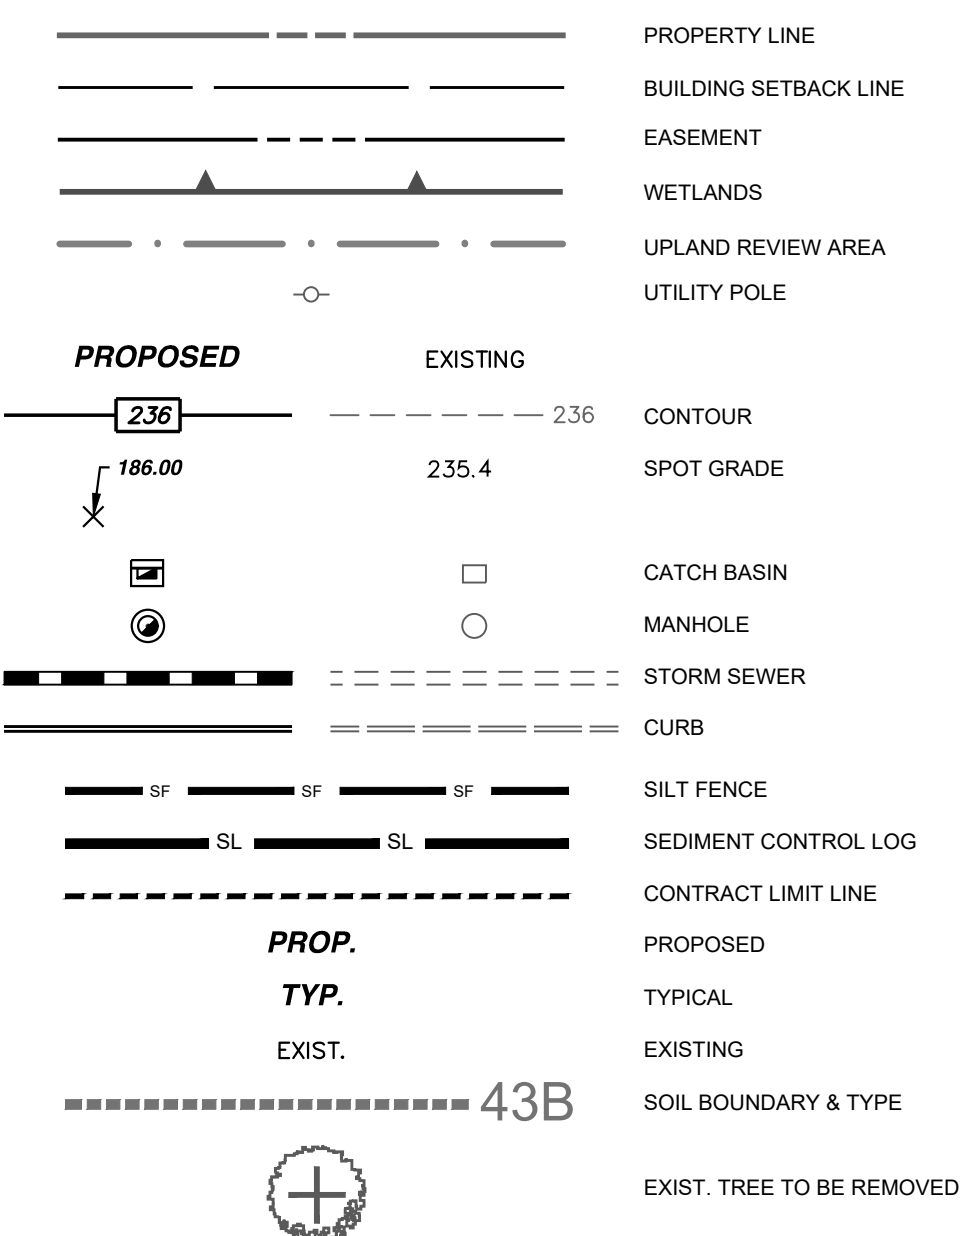 PROPERTY LINE
BUILDING SETBACK LINE
EASEMENT
WETLANDS
UPLAND REVIEW AREA
UTILITY POLE
PROPOSED EXISTING
236 236 CONTOUR
186.00 235.4 SPOT GRADE
CATCH BASIN
MANHOLE
STORM SEWER
CURB
SF SF SF SILT FENCE
SL SL SEDIMENT CONTROL LOG
CONTRACT LIMIT LINE
PROP. PROPOSED
TYP. TYPICAL
EXIST. EXISTING
43B SOIL BOUNDARY & TYPE
EXIST. TREE TO BE REMOVED